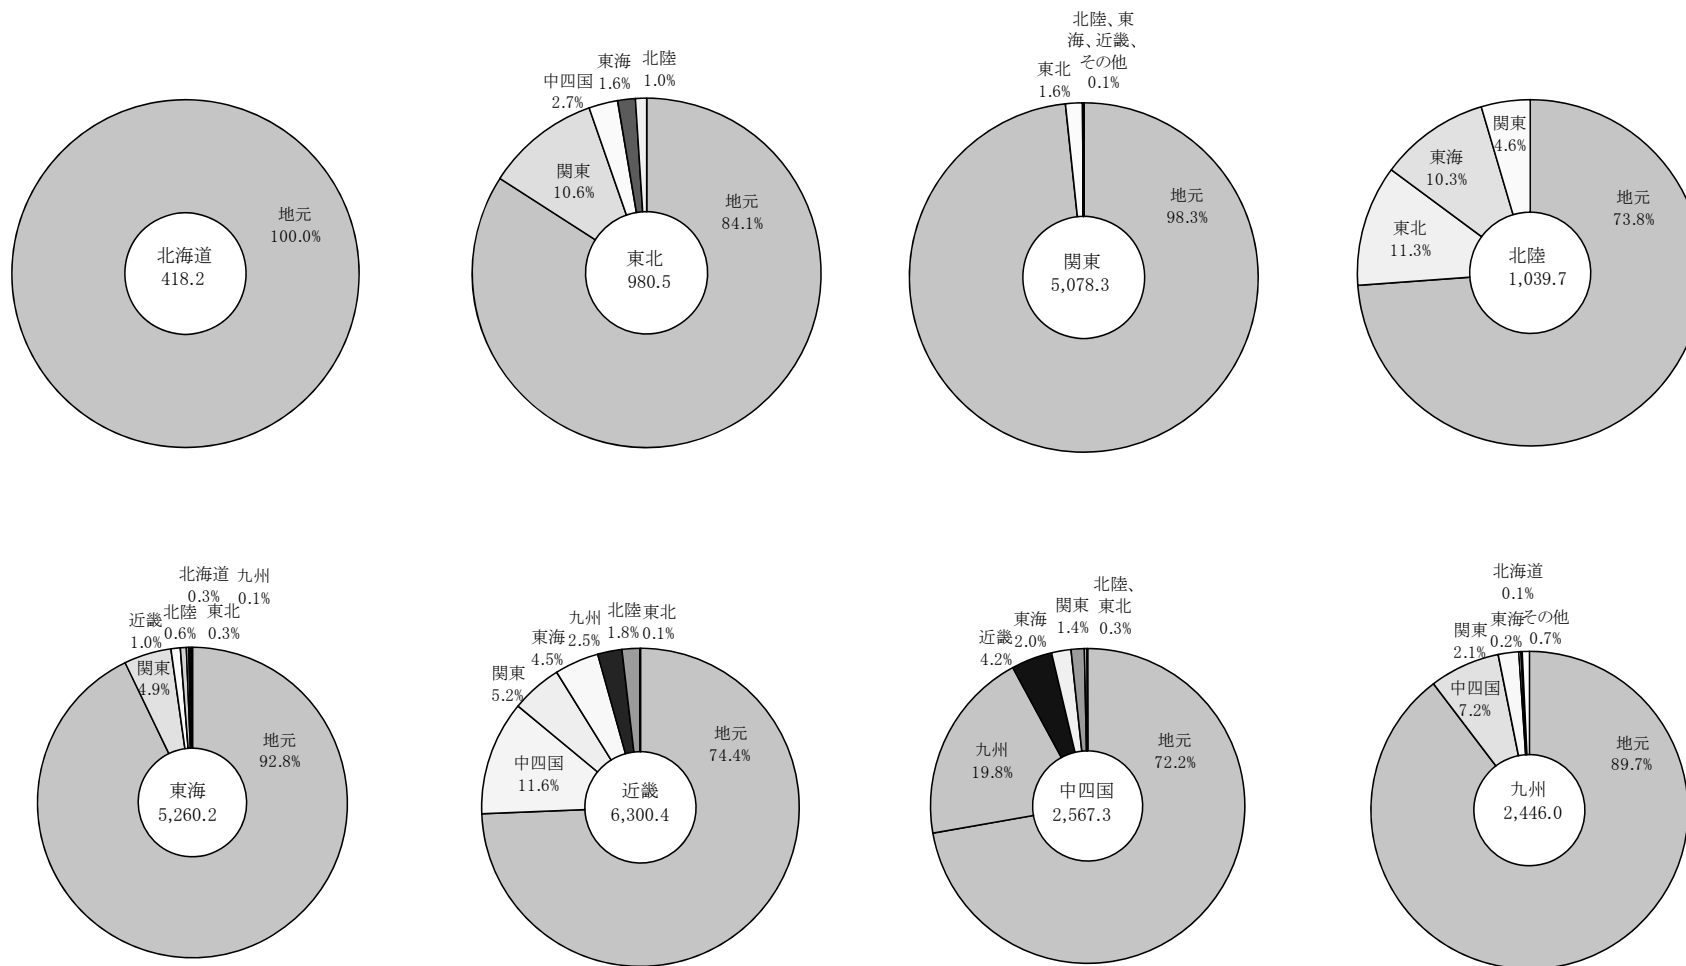 地元
100.0%
北海道
418.2
北陸
1.0%
東海
1.6%
中四国
2.7%
関東
10.6%
地元
84.1%
東北
980.5
北陸、東
海、近畿、
その他
0.1%
東北
1.6%
地元
98.3%
関東
5,078.3
関東
4.6%
東海
10.3%
東北
11.3%
地元
73.8%
北陸
1,039.7
北海道
0.3%
九州
0.1%
近畿
1.0%
北陸
0.6%
東北
0.3%
関東
4.9%
地元
92.8%
東海
5,260.2
東北
0.1%
北陸
1.8%
九州
2.5%
東海
4.5%
関東
5.2%
中四国
11.6%
地元
74.4%
近畿
6,300.4
北陸、
東北
0.3%
関東
1.4%
東海
2.0%
近畿
4.2%
九州
19.8%
地元
72.2%
中四国
2,567.3
北海道
0.1%
その他
0.7%
東海
0.2%
関東
2.1%
中四国
7.2%
地元
89.7%
九州
2,446.0